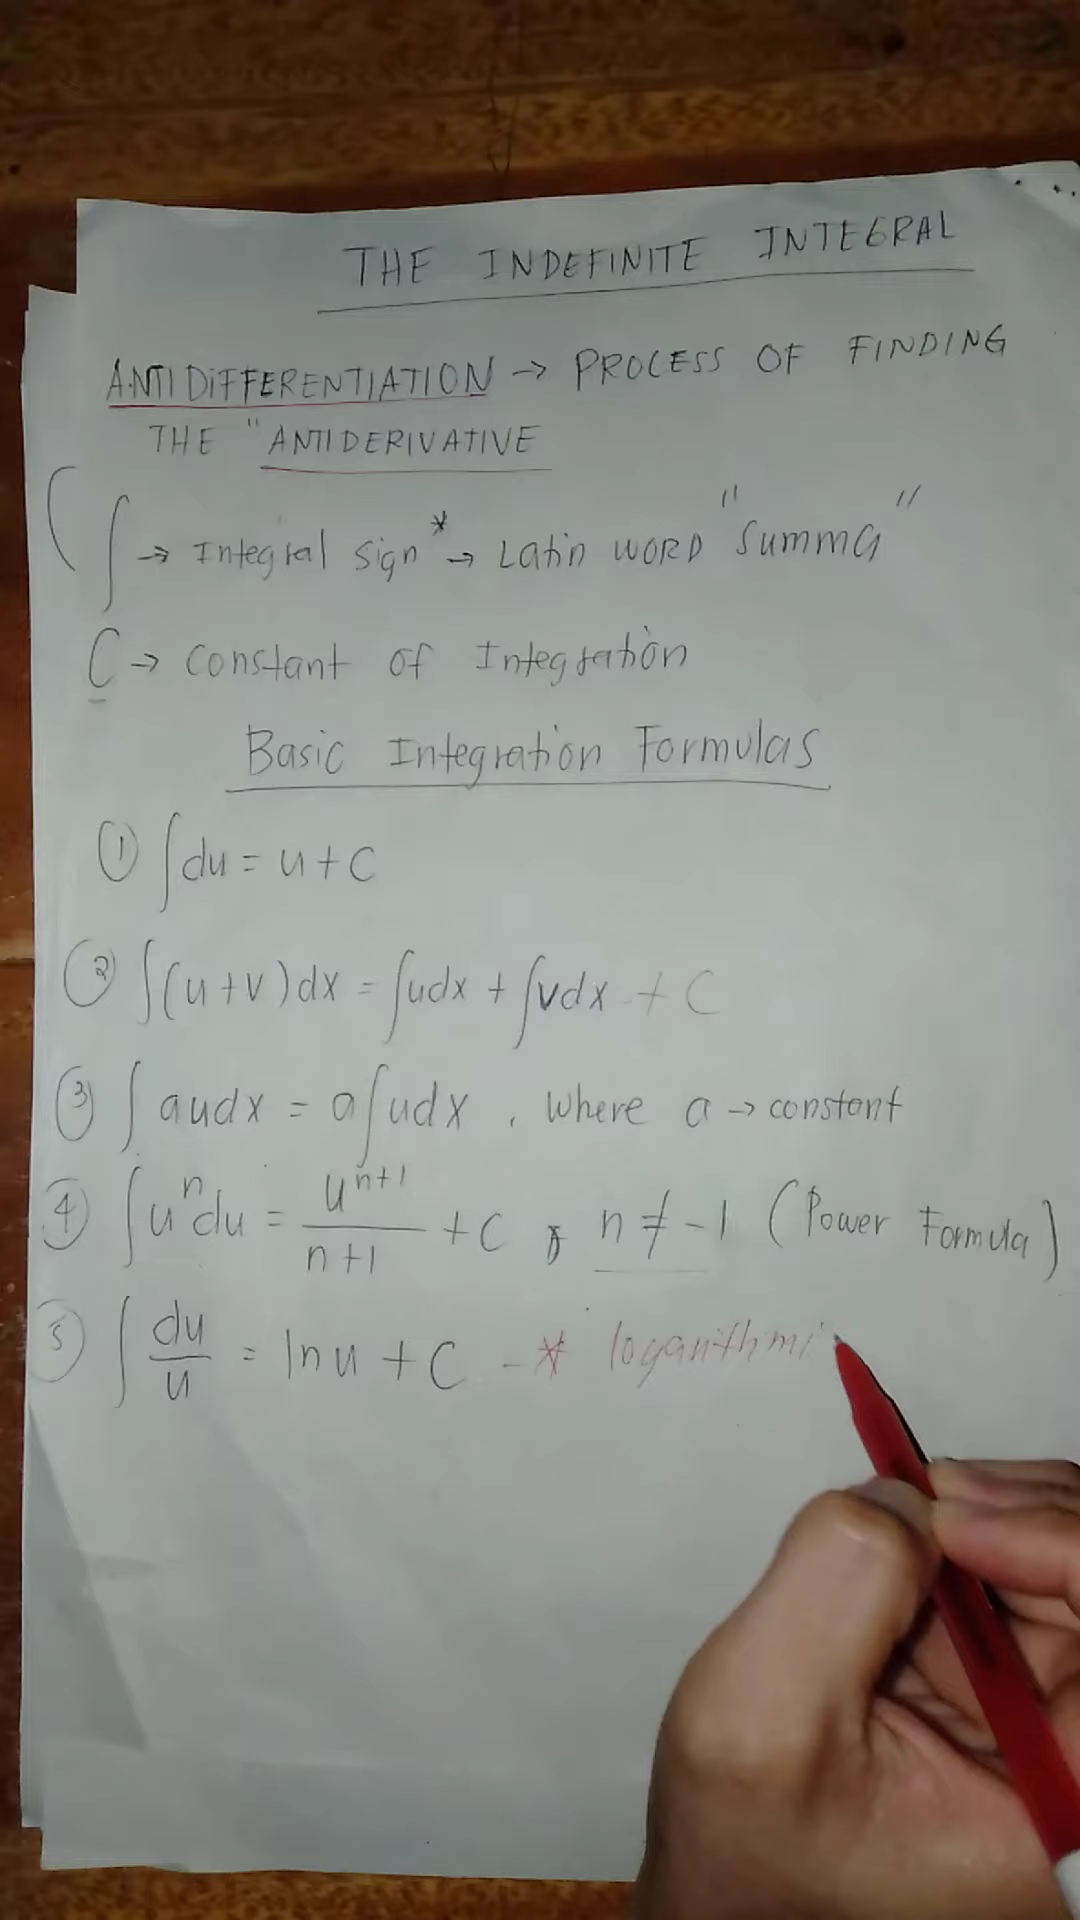 THE INDEFINITE INTEGRAL
ANTIDIFFERENTIATION → PROCESS OF FINDING
THE "ANTIDERIVATIVE
∫ → Integral Sign * → Latin WORD "Summa"
C → Constant of Integration
Basic Integration Formulas
① ∫du = u + C
② ∫(u+v)dx = ∫udx + ∫vdx + C
③ ∫audx = a∫udx, where a → constant
④ ∫uⁿdu = uⁿ⁺¹/n+1 + C, n ≠ -1 (Power Formula)
⑤ ∫du/u = ln u + C - * logarithmi